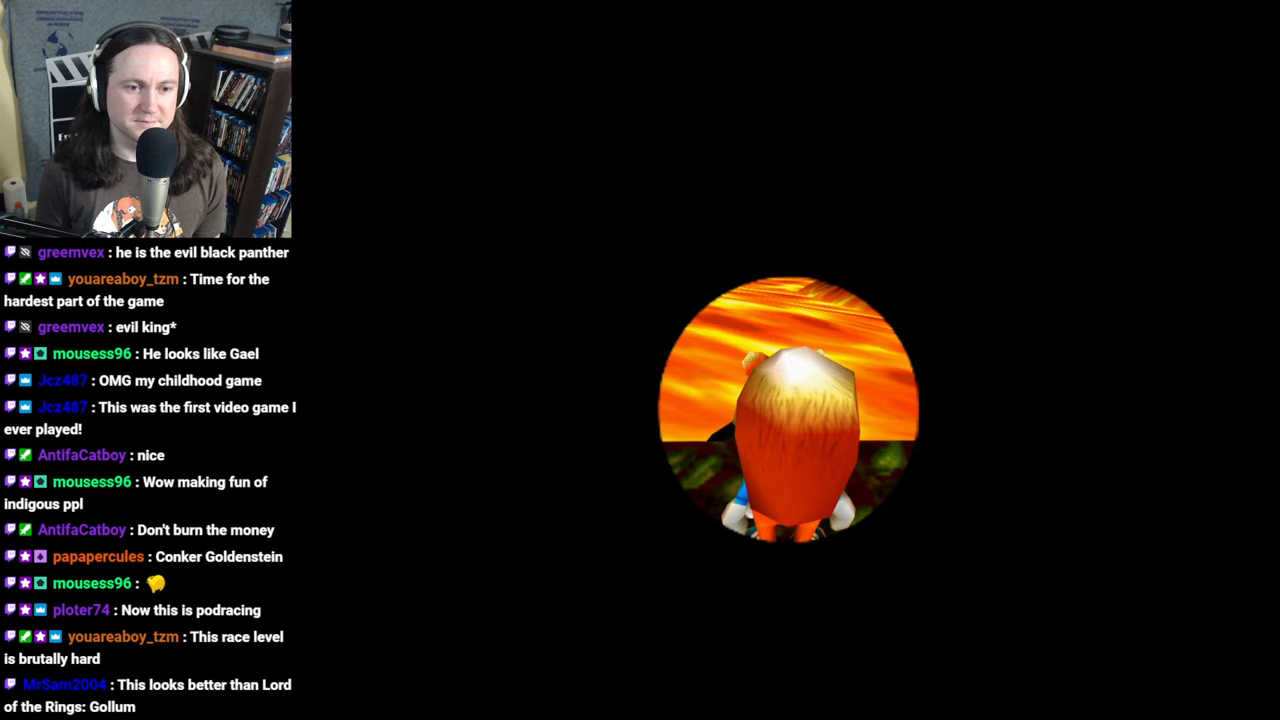 greemvex : he is the evil black panther
youareaboy_tzm : Time for the
hardest part of the game
greemvex : evil king*
mousess96 : He looks like Gael
Jcz487 : OMG my childhood game
Jcz487 : This was the first video game I
ever played!
AntifaCatboy : nice
mousess96 : Wow making fun of
indigous ppl
AntifaCatboy : Don't burn the money
papapercules : Conker Goldenstein
mousess96 :
ploter74 : Now this is podracing
youareaboy_tzm : This race level
is brutally hard
MrSam2004 : This looks better than Lord
of the Rings: Gollum